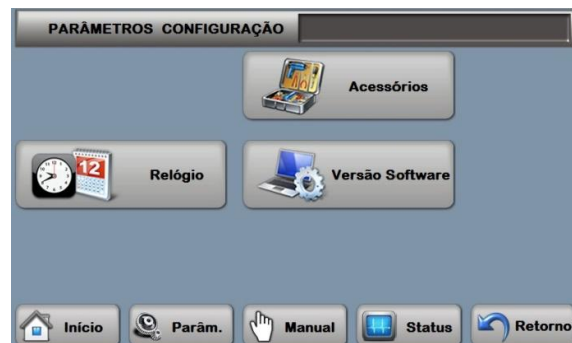 PARÂMETROS CONFIGURAÇÃO
Acessórios
12
Relógio
Versão Software
Início
Parâm.
Manual
Status
Retorno